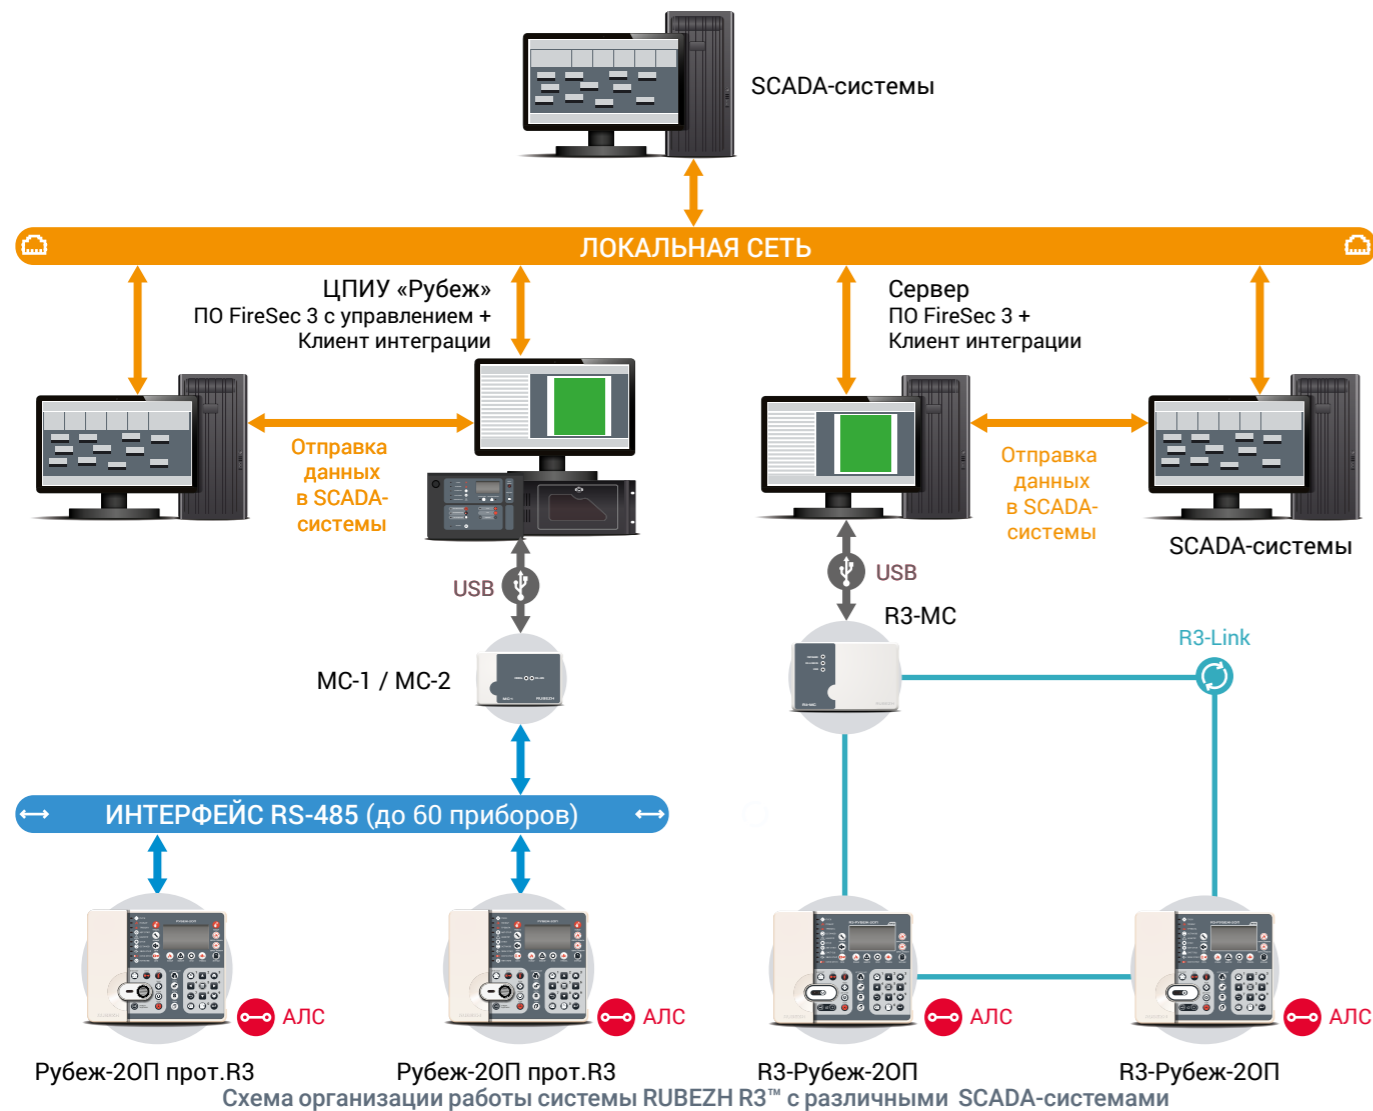 SCADA-системы
ЛОКАЛЬНАЯ СЕТЬ
ЦПИУ «Рубеж»
ПО FireSec 3 с управлением +
Клиент интеграции
Сервер
ПО FireSec 3 +
Клиент интеграции
Отправка
данных
в SCADA-
системы
Отправка
данных
в SCADA-
системы
SCADA-системы
USB
USB
R3-МС
R3-Link
МС-1 / МС-2
ИНТЕРФЕЙС RS-485 (до 60 приборов)
АЛС
АЛС
АЛС
АЛС
Рубеж-2ОП прот.R3
Рубеж-2ОП прот.R3
R3-Рубеж-2ОП
R3-Рубеж-2ОП
Схема организации работы системы RUBEZH R3™ с различными SCADA-системами